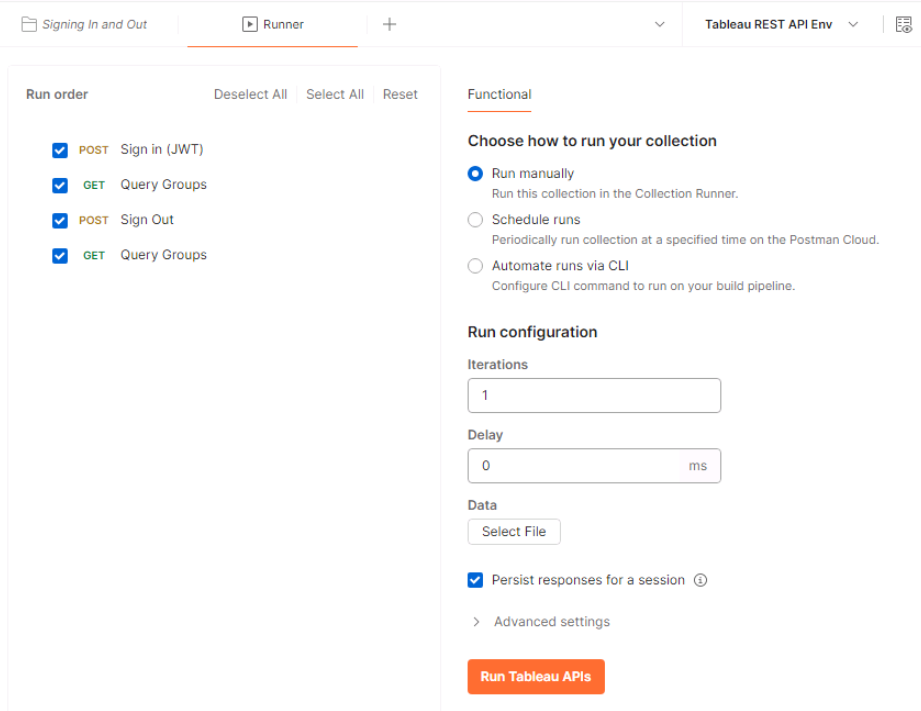 Signing In and Out
Runner
Tableau REST API Env
Run order
Deselect All
Select All
Reset
POST Sign in (JWT)
GET Query Groups
POST Sign Out
GET Query Groups
Functional
Choose how to run your collection
Run manually
Run this collection in the Collection Runner.
Schedule runs
Periodically run collection at a specified time on the Postman Cloud.
Automate runs via CLI
Configure CLI command to run on your build pipeline.
Run configuration
Iterations
1
Delay
0 ms
Data
Select File
Persist responses for a session
Advanced settings
Run Tableau APIs